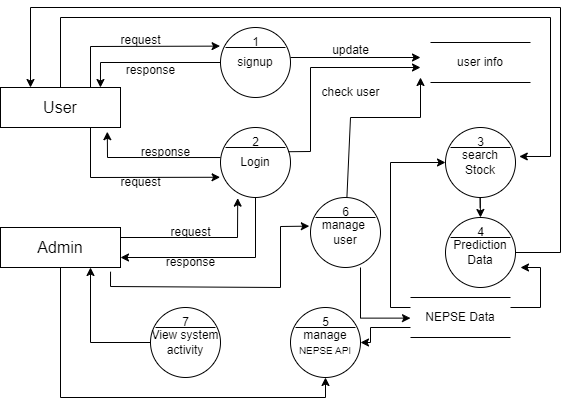 request
1
signup
response
update
user info
check user
User
2
Login
response
request
3
search
Stock
6
manage
user
4
Prediction
Data
Admin
request
response
7
View system
activity
5
manage
NEPSE API
NEPSE Data